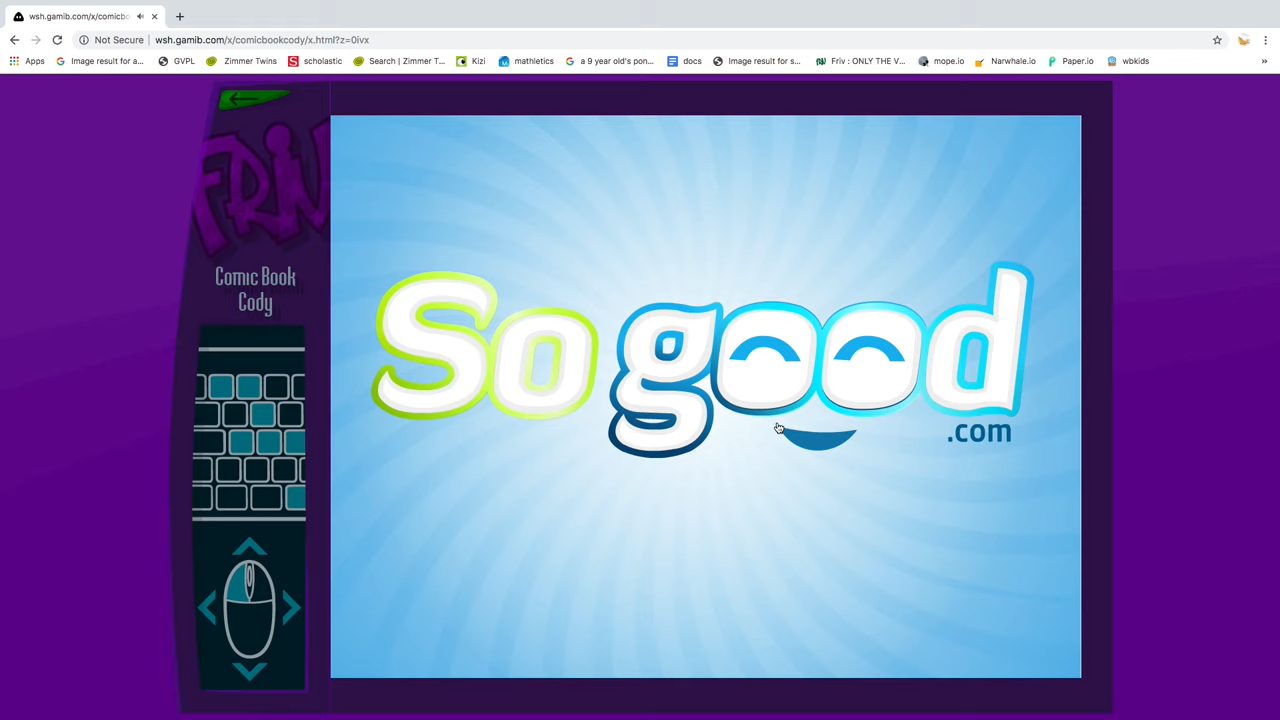 wsh.gamib.com/x/comicbo
Not Secure wsh.gamib.com/x/comicbookcody/x.html?z=0ivx
Apps Image result for a... GVPL Zimmer Twins scholastic Search | Zimmer T... Kizi mathletics a 9 year old's pon... docs Image result for s... Friv : ONLY THE V... mope.io Narwhale.io Paper.io wbkids
FRIV
Comic Book
Cody
So good
.com